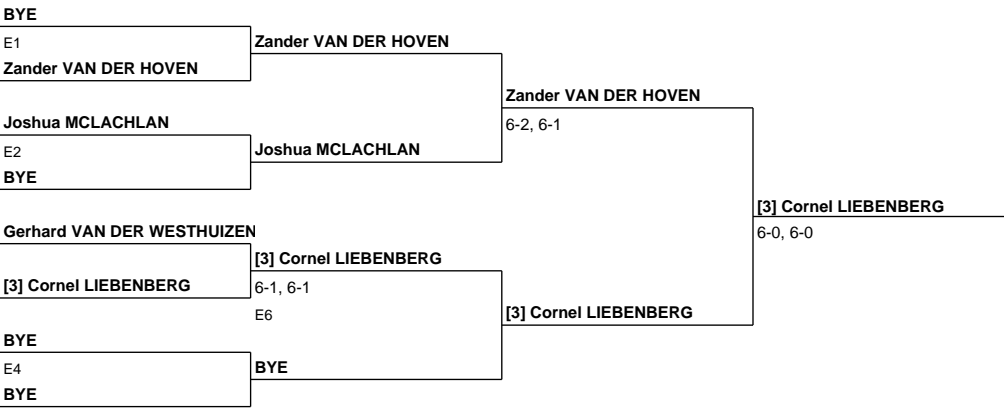 BYE
E1
Zander VAN DER HOVEN
Zander VAN DER HOVEN
Zander VAN DER HOVEN
6-2, 6-1
Joshua MCLACHLAN
E2
Joshua MCLACHLAN
BYE
[3] Cornel LIEBENBERG
6-0, 6-0
Gerhard VAN DER WESTHUIZEN
[3] Cornel LIEBENBERG
[3] Cornel LIEBENBERG
6-1, 6-1
E6
[3] Cornel LIEBENBERG
BYE
E4
BYE
BYE